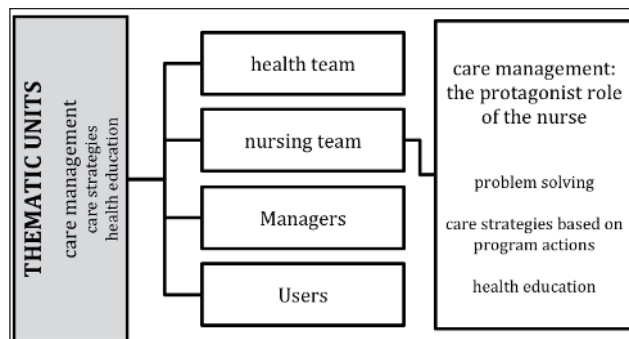 THEMATIC UNITS
care management
care strategies
health education
health team
nursing team
Managers
Users
care management:
the protagonist role
of the nurse
problem solving
care strategies based on
program actions
health education